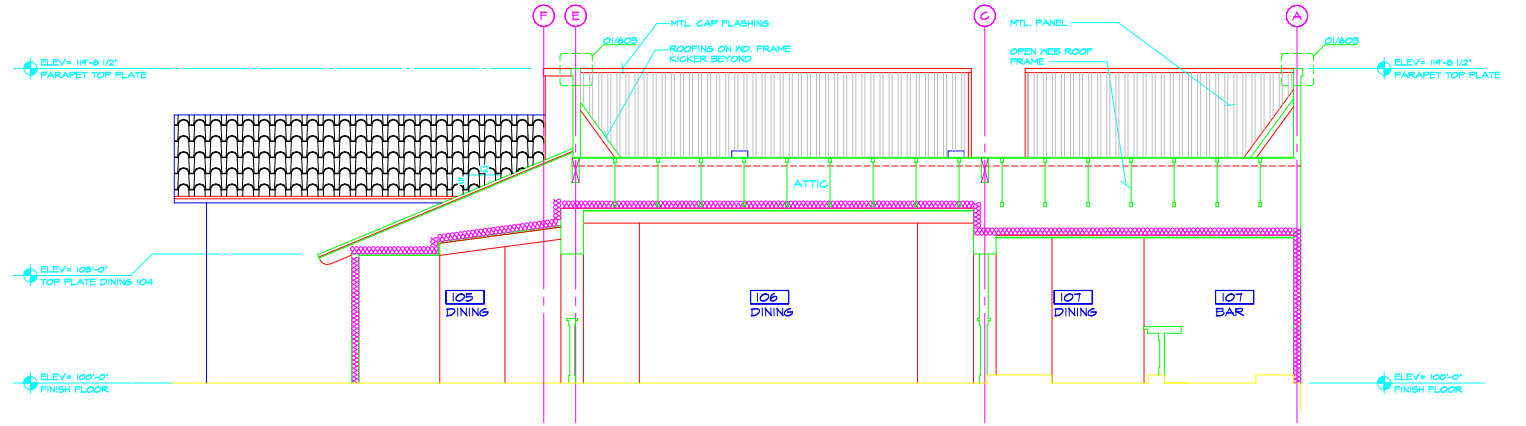 F
E
C
A
MTL. CAP FLASHING
MTL. PANEL
01/603
01/603
ROOFING ON WD. FRAME
KICKER BEYOND
OPEN WEB ROOF
FRAME
ELEV= 119'-8 1/2"
PARAPET TOP PLATE
ELEV= 119'-8 1/2"
PARAPET TOP PLATE
ATTIC
ELEV= 108'-0"
TOP PLATE DINING 104
105
DINING
106
DINING
107
DINING
107
BAR
ELEV= 100'-0"
FINISH FLOOR
ELEV= 100'-0"
FINISH FLOOR